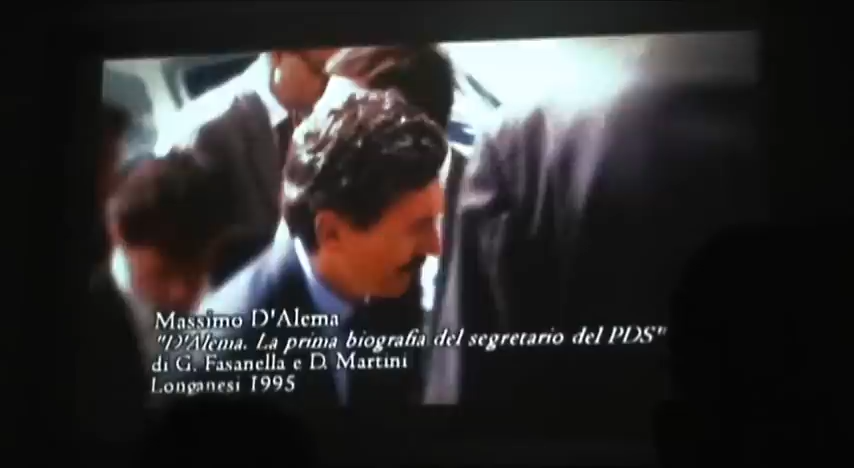 Massimo D'Alema
"D'Alema. La prima biografia del segretario del PDS"
di G. Fasanella e D. Martini
Longanesi 1995